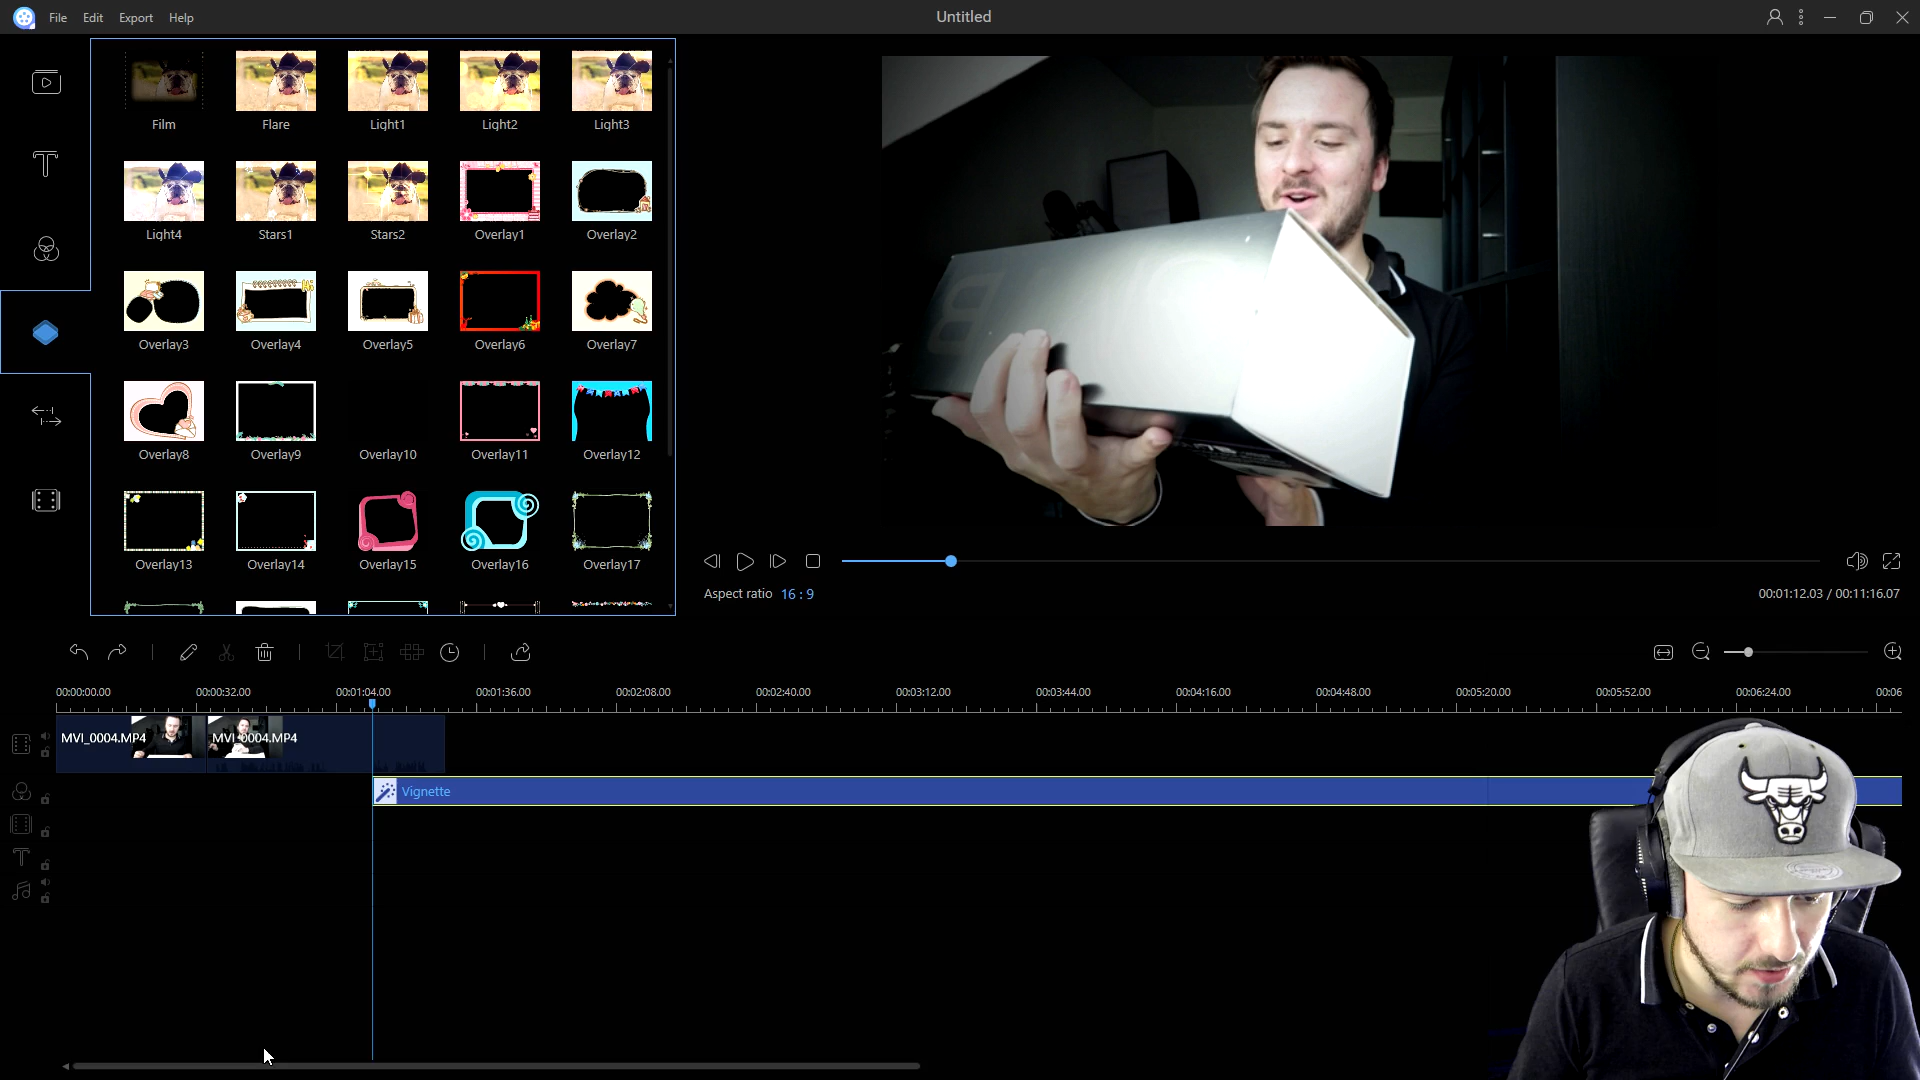 File Edit Export Help
Untitled
Film Flare Light1 Light2 Light3
Light4 Stars1 Stars2 Overlay1 Overlay2
Overlay3 Overlay4 Overlay5 Overlay6 Overlay7
Overlay8 Overlay9 Overlay10 Overlay11 Overlay12
Overlay13 Overlay14 Overlay15 Overlay16 Overlay17
Aspect ratio 16 : 9
00:01:12.03 / 00:11:16.07
00:00:00.00 00:00:32.00 00:01:04.00 00:01:36.00 00:02:08.00 00:02:40.00 00:03:12.00 00:03:44.00 00:04:16.00 00:04:48.00 00:05:20.00 00:05:52.00 00:06:24.00 00:06
MVI_0004.MP4 MVI_0004.MP4
Vignette